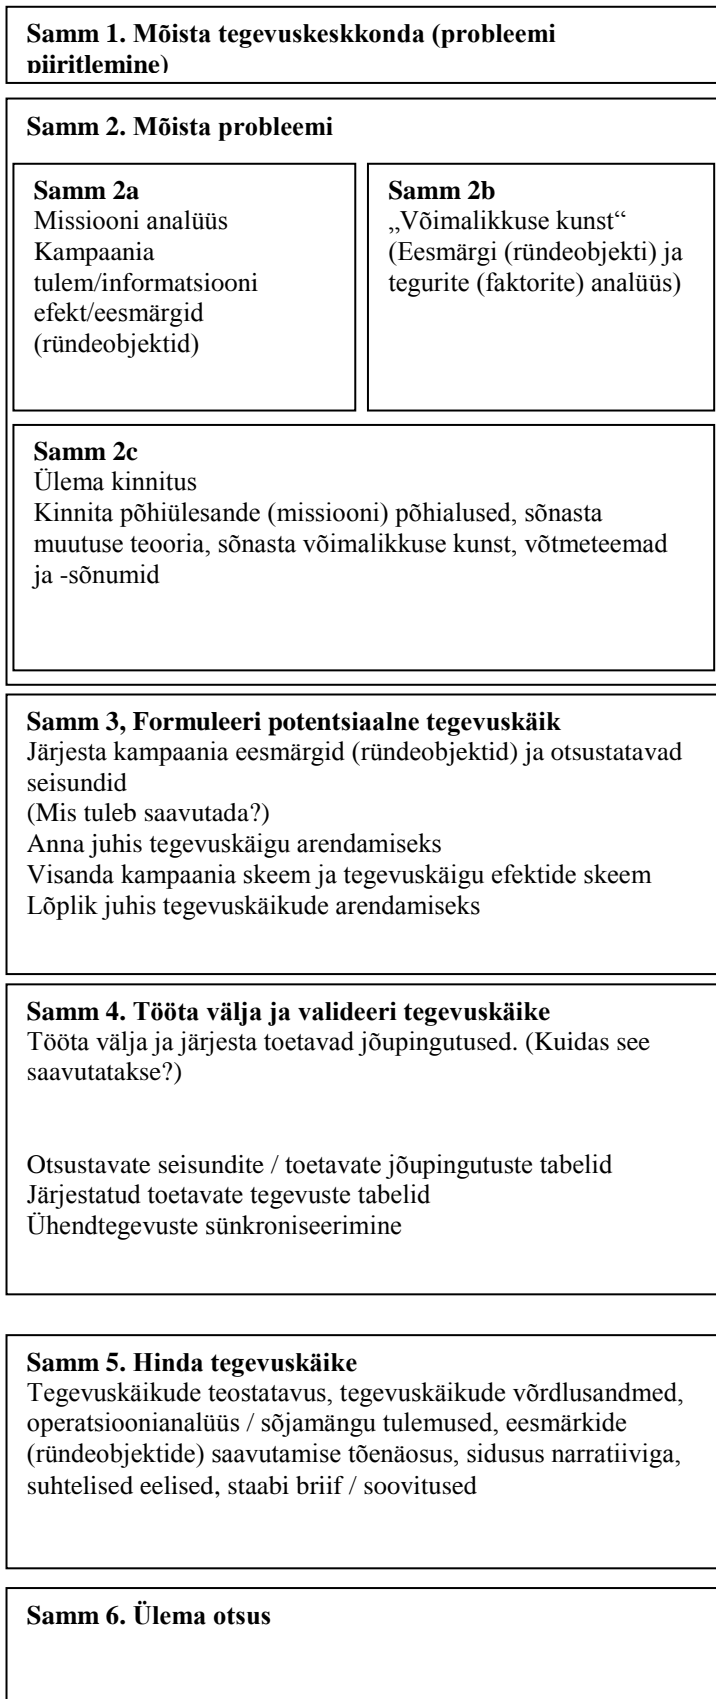 Samm 1. Mõista tegevuskeskkonda (probleemi
piiritlemine)
Samm 2. Mõista probleemi
Samm 2a
Missiooni analüüs
Kampaania
tulem/informatsiooni
efekt/eesmärgid
(ründeobjektid)
Samm 2b
„Võimalikkuse kunst“
(Eesmärgi (ründeobjekti) ja
tegurite (faktorite) analüüs)
Samm 2c
Ülema kinnitus
Kinnita põhiülesande (missiooni) põhialused, sõnasta
muutuse teooria, sõnasta võimalikkuse kunst, võtmeteemad
ja -sõnumid
Samm 3, Formuleeri potentsiaalne tegevuskäik
Järjesta kampaania eesmärgid (ründeobjektid) ja otsustatavad
seisundid
(Mis tuleb saavutada?)
Anna juhis tegevuskäigu arendamiseks
Visanda kampaania skeem ja tegevuskäigu efektide skeem
Lõplik juhis tegevuskäikude arendamiseks
Samm 4. Tööta välja ja valideeri tegevuskäike
Tööta välja ja järjesta toetavad jõupingutused. (Kuidas see
saavutatakse?)
Otsustavate seisundite / toetavate jõupingutuste tabelid
Järjestatud toetavate tegevuste tabelid
Ühendtegevuste sünkroniseerimine
Samm 5. Hinda tegevuskäike
Tegevuskäikude teostatavus, tegevuskäikude võrdlusandmed,
operatsioonianalüüs / sõjamängu tulemused, eesmärkide
(ründeobjektide) saavutamise tõenäosus, sidusus narratiiviga,
suhtelised eelised, staabi briif / soovitused
Samm 6. Ülema otsus